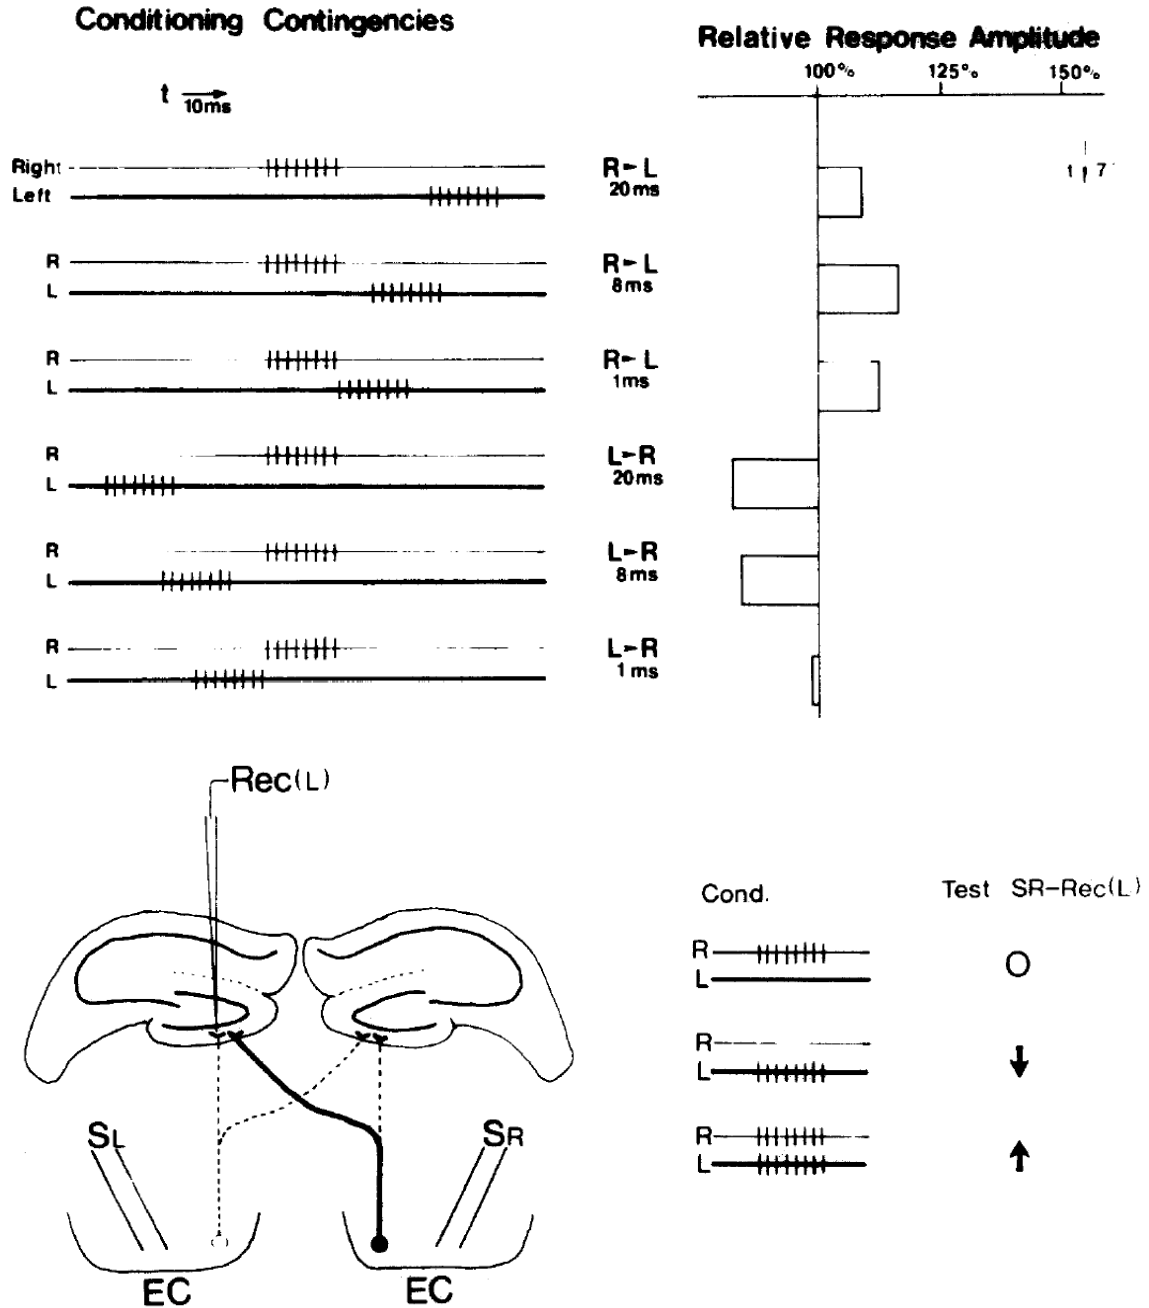 Conditioning Contingencies
t
10ms
Right
Left
R
L
R
L
R
L
R
L
R
L
Relative Response Amplitude
100% 125% 150%
R► L
20ms
R► L
8ms
R► L
1ms
L►R
20ms
L►R
8ms
L►R
1ms
Rec(L)
SL
SR
EC
EC
Cond. Test SR-Rec(L)
R
L
R
L
R
L